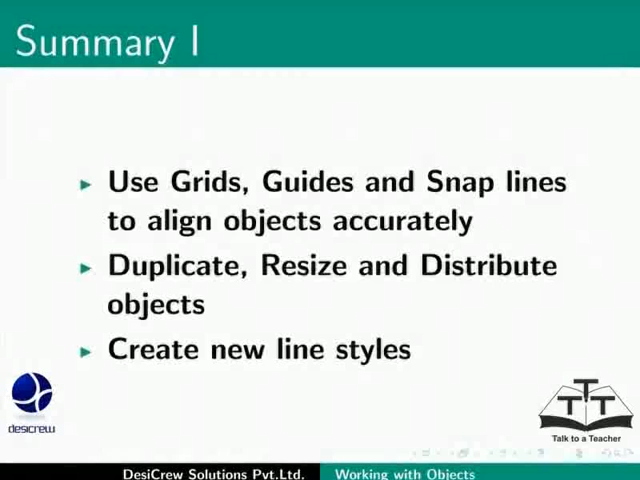 Summary I
Use Grids, Guides and Snap lines
to align objects accurately
Duplicate, Resize and Distribute
objects
Create new line styles
desicrew
TTT
Talk to a Teacher
DesiCrew Solutions Pvt.Ltd.
Working with Objects